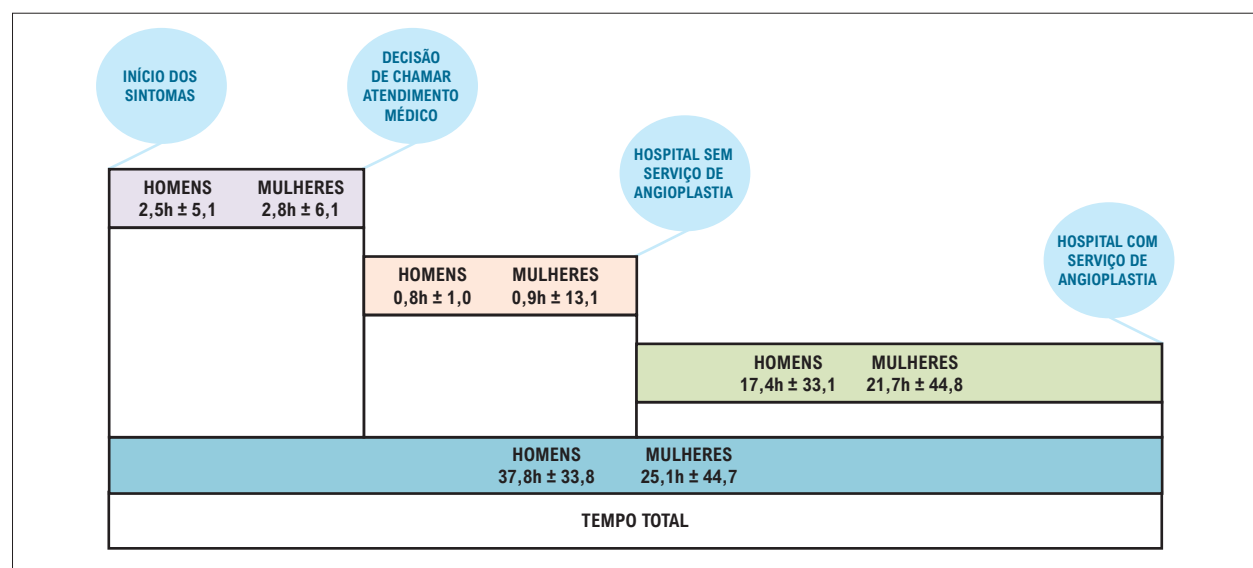 INÍCIO DOS
SINTOMAS
DECISÃO
DE CHAMAR
ATENDIMENTO
MÉDICO
HOMENS MULHERES
2,5h ± 5,1 2,8h ± 6,1
HOSPITAL SEM
SERVIÇO DE
ANGIOPLASTIA
HOMENS MULHERES
0,8h ± 1,0 0,9h ± 13,1
HOSPITAL COM
SERVIÇO DE
ANGIOPLASTIA
HOMENS MULHERES
17,4h ± 33,1 21,7h ± 44,8
HOMENS MULHERES
37,8h ± 33,8 25,1h ± 44,7
TEMPO TOTAL